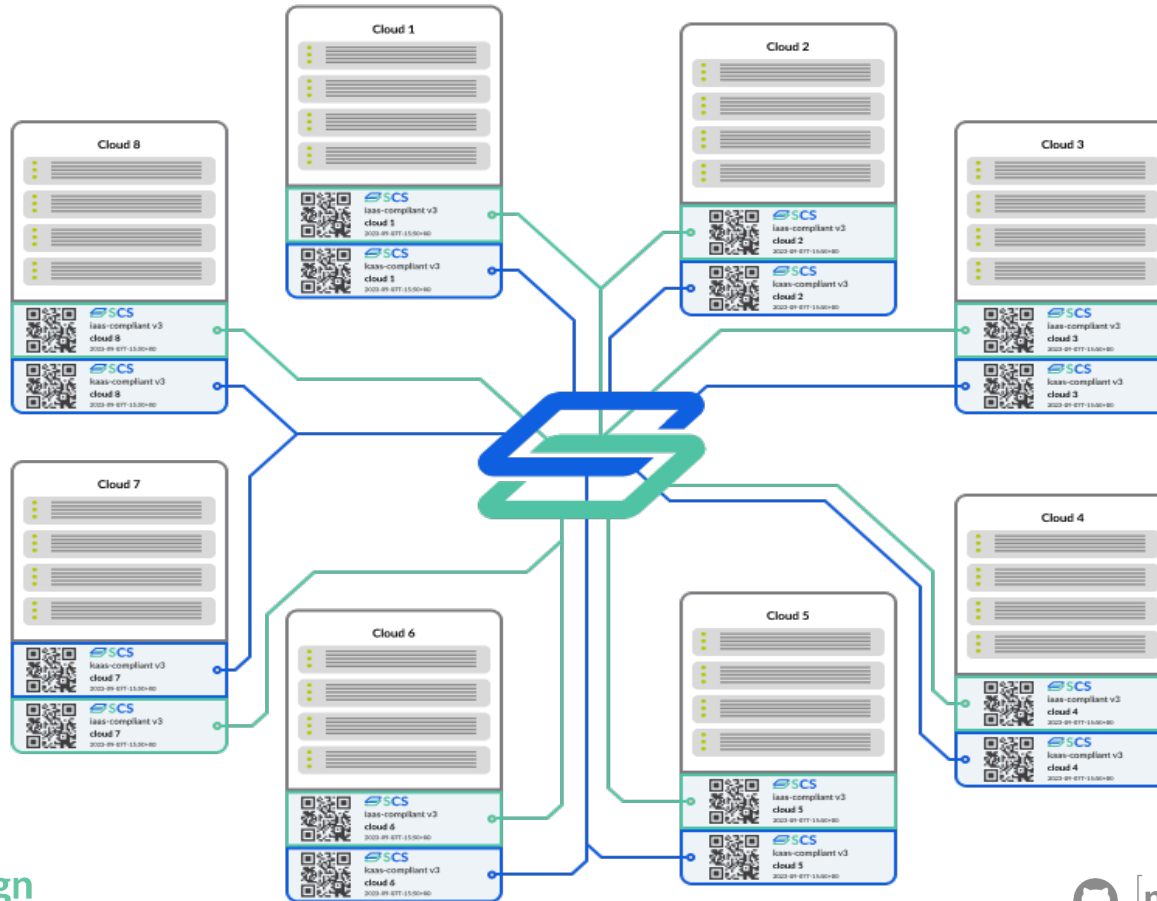 Cloud 1
SCS
iaas-compliant v3
cloud 1
SCS
kaas-compliant v3
cloud 1
Cloud 2
SCS
iaas-compliant v3
cloud 2
SCS
kaas-compliant v3
cloud 2
Cloud 8
SCS
iaas-compliant v3
cloud 8
SCS
kaas-compliant v3
cloud 8
Cloud 3
SCS
iaas-compliant v3
cloud 3
SCS
kaas-compliant v3
cloud 3
Cloud 7
SCS
kaas-compliant v3
cloud 7
SCS
iaas-compliant v3
cloud 7
Cloud 4
SCS
iaas-compliant v3
cloud 4
SCS
kaas-compliant v3
cloud 4
Cloud 6
SCS
iaas-compliant v3
cloud 6
SCS
kaas-compliant v3
cloud 6
Cloud 5
SCS
iaas-compliant v3
cloud 5
SCS
kaas-compliant v3
cloud 5
gn